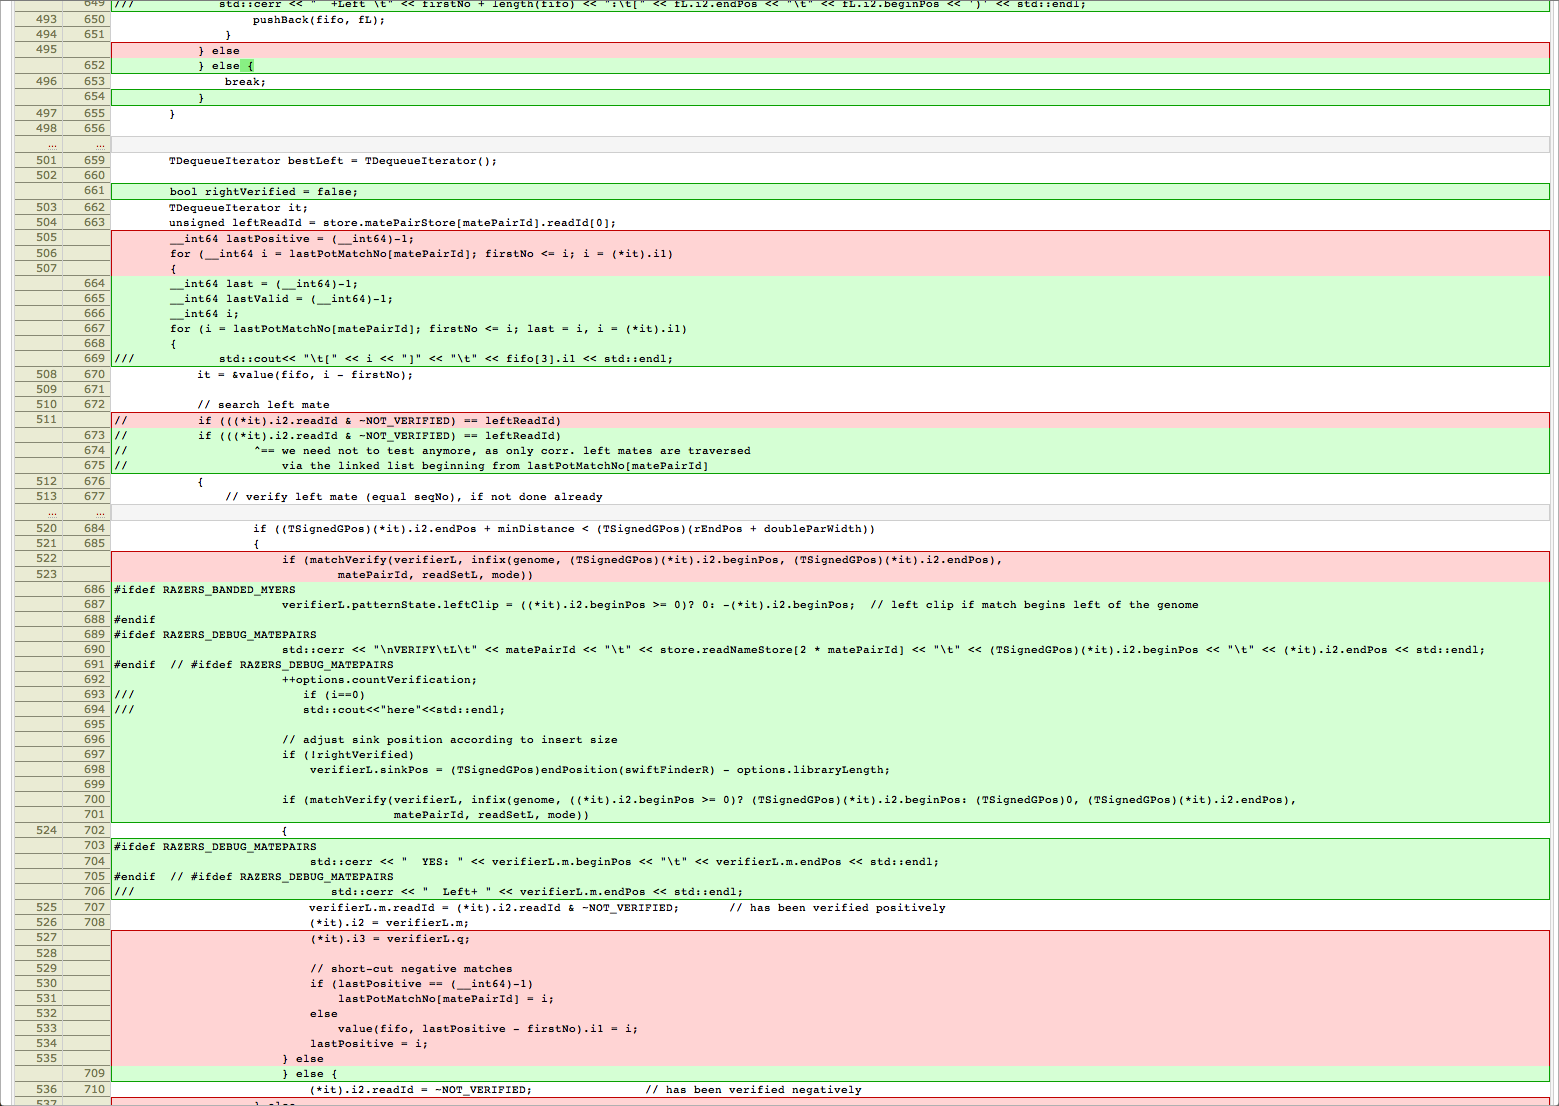 649 /// std::cerr << " +Left \t" << firstNo + length(fifo) << ":\t[" << fL.i2.endPos << "\t" << fL.i2.beginPos << ')' << std::endl;
493 650 pushBack(fifo, fL);
494 651 }
495 } else
652 } else {
496 653 break;
654 }
497 655 }
498 656
... ...
501 659 TDequeueIterator bestLeft = TDequeueIterator();
502 660
661 bool rightVerified = false;
503 662 TDequeueIterator it;
504 663 unsigned leftReadId = store.matePairStore[matePairId].readId[0];
505 __int64 lastPositive = (__int64)-1;
506 for (__int64 i = lastPotMatchNo[matePairId]; firstNo <= i; i = (*it).i1)
507 {
664 __int64 last = (__int64)-1;
665 __int64 lastValid = (__int64)-1;
666 __int64 i;
667 for (i = lastPotMatchNo[matePairId]; firstNo <= i; last = i, i = (*it).i1)
668 {
669 /// std::cout<< "\t[" << i << "]" << "\t" << fifo[3].i1 << std::endl;
508 670 it = &value(fifo, i - firstNo);
509 671
510 672 // search left mate
511 // if (((*it).i2.readId & ~NOT_VERIFIED) == leftReadId)
673 // if (((*it).i2.readId & ~NOT_VERIFIED) == leftReadId)
674 // ^== we need not to test anymore, as only corr. left mates are traversed
675 // via the linked list beginning from lastPotMatchNo[matePairId]
512 676 {
513 677 // verify left mate (equal seqNo), if not done already
... ...
520 684 if ((TSignedGPos)(*it).i2.endPos + minDistance < (TSignedGPos)(rEndPos + doubleParWidth))
521 685 {
522 if (matchVerify(verifierL, infix(genome, (TSignedGPos)(*it).i2.beginPos, (TSignedGPos)(*it).i2.endPos),
523 matePairId, readSetL, mode))
686 #ifdef RAZERS_BANDED_MYERS
687 verifierL.patternState.leftClip = ((*it).i2.beginPos >= 0)? 0: -(*it).i2.beginPos; // left clip if match begins left of the genome
688 #endif
689 #ifdef RAZERS_DEBUG_MATEPAIRS
690 std::cerr << "\nVERIFY\tL\t" << matePairId << "\t" << store.readNameStore[2 * matePairId] << "\t" << (TSignedGPos)(*it).i2.beginPos << "\t" << (*it).i2.endPos << std::endl;
691 #endif // #ifdef RAZERS_DEBUG_MATEPAIRS
692 ++options.countVerification;
693 /// if (i==0)
694 /// std::cout<<"here"<<std::endl;
695
696 // adjust sink position according to insert size
697 if (!rightVerified)
698 verifierL.sinkPos = (TSignedGPos)endPosition(swiftFinderR) - options.libraryLength;
699
700 if (matchVerify(verifierL, infix(genome, ((*it).i2.beginPos >= 0)? (TSignedGPos)(*it).i2.beginPos: (TSignedGPos)0, (TSignedGPos)(*it).i2.endPos),
701 matePairId, readSetL, mode))
524 702 {
703 #ifdef RAZERS_DEBUG_MATEPAIRS
704 std::cerr << " YES: " << verifierL.m.beginPos << "\t" << verifierL.m.endPos << std::endl;
705 #endif // #ifdef RAZERS_DEBUG_MATEPAIRS
706 /// std::cerr << " Left+ " << verifierL.m.endPos << std::endl;
525 707 verifierL.m.readId = (*it).i2.readId & ~NOT_VERIFIED; // has been verified positively
526 708 (*it).i2 = verifierL.m;
527 (*it).i3 = verifierL.q;
528
529 // short-cut negative matches
530 if (lastPositive == (__int64)-1)
531 lastPotMatchNo[matePairId] = i;
532 else
533 value(fifo, lastPositive - firstNo).i1 = i;
534 lastPositive = i;
535 } else
709 } else {
536 710 (*it).i2.readId = ~NOT_VERIFIED; // has been verified negatively
537 } else